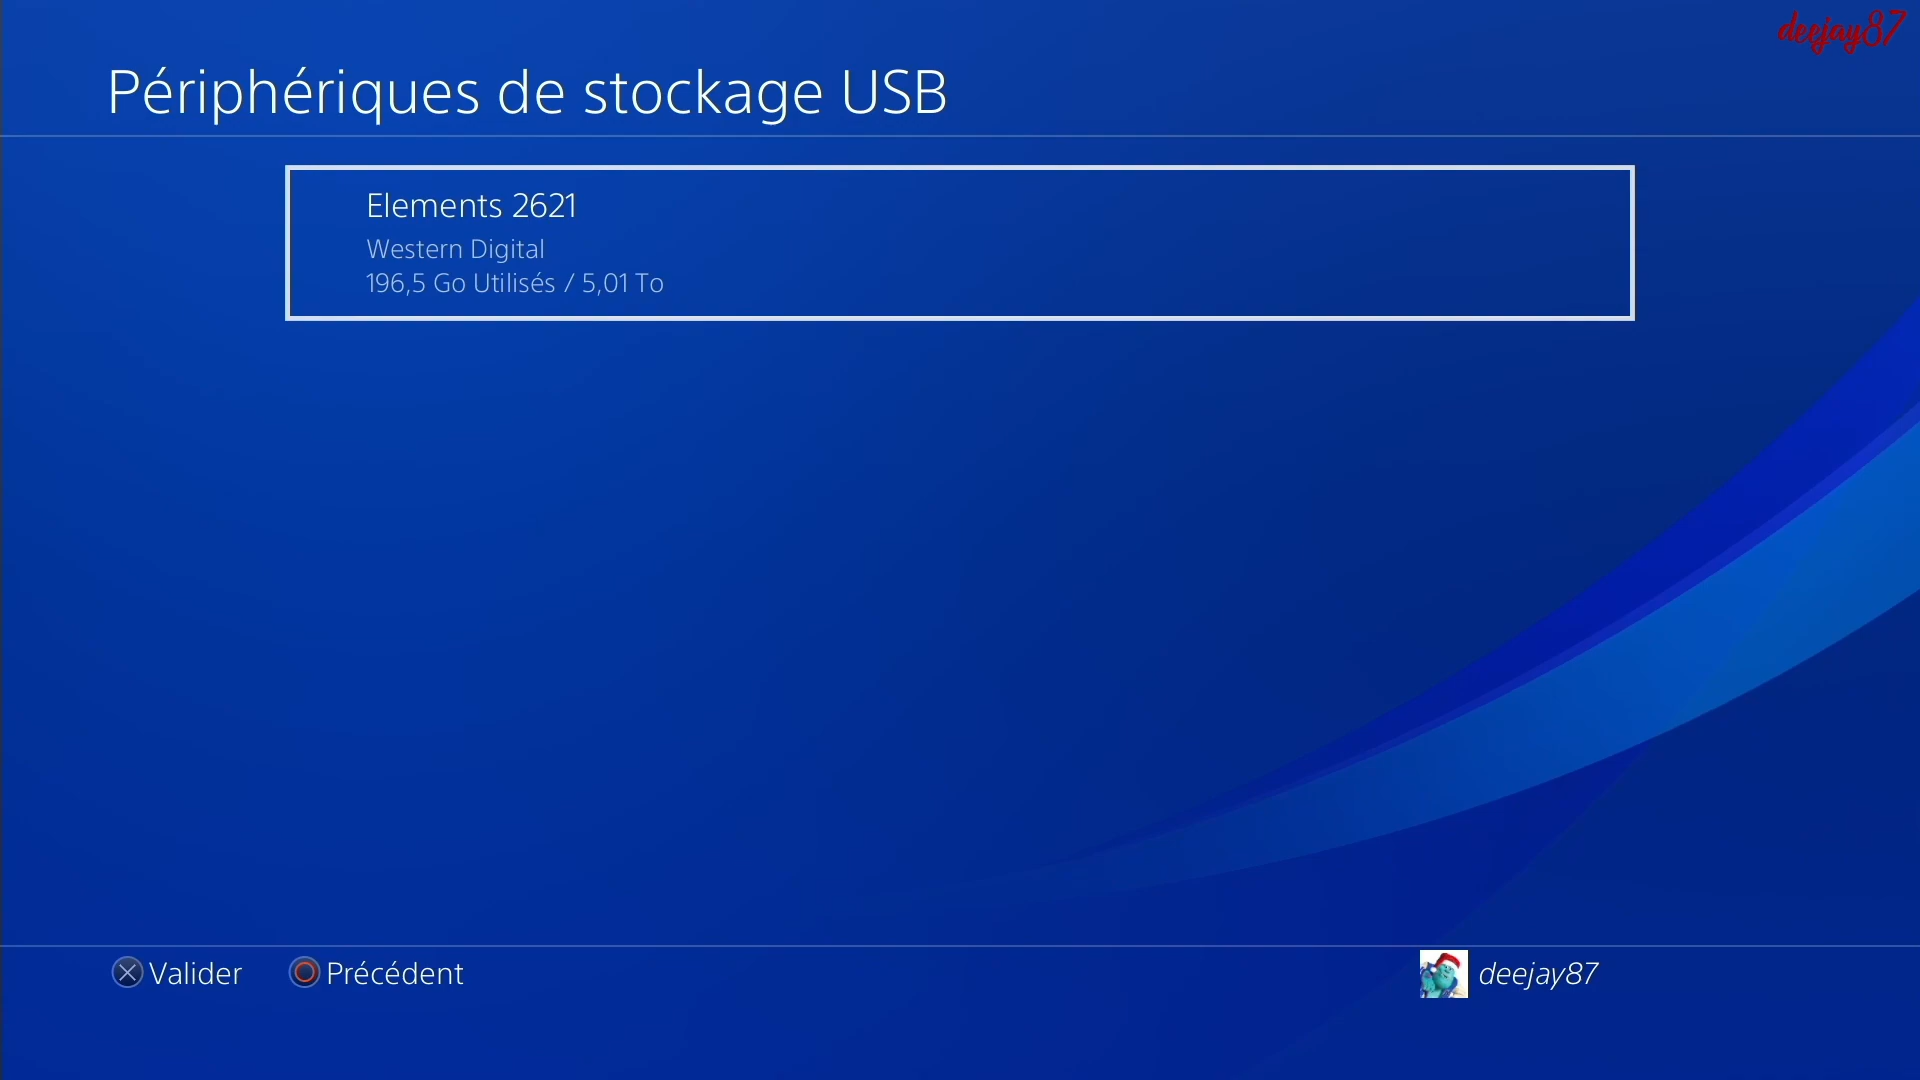 deejay87
Périphériques de stockage USB
Elements 2621
Western Digital
196,5 Go Utilisés / 5,01 To
Valider
Précédent
deejay87